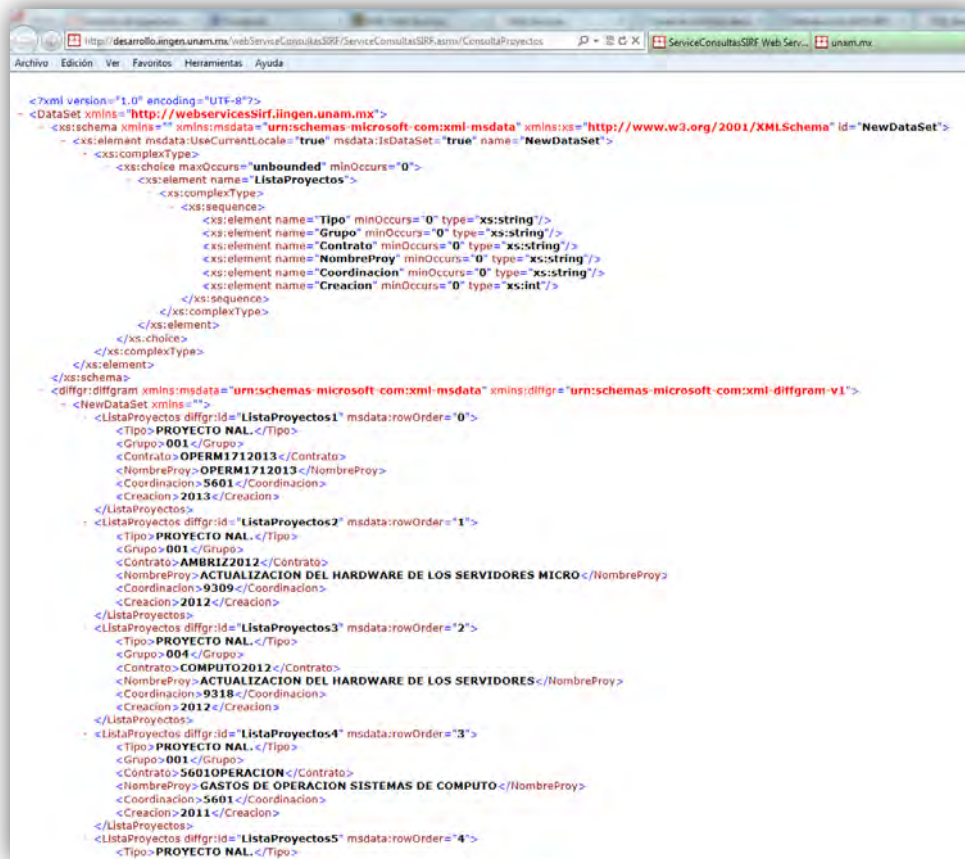 http://desarrollo.iingen.unam.mx/webServiceConsultasSIRF/ServiceConsultasSIRF.asmx/ConsultaProyectos
ServiceConsultasSIRF Web Serv...
unam.mx
Archivo Edición Ver Favoritos Herramientas Ayuda
<?xml version="1.0" encoding="UTF-8"?>
- <DataSet xmlns="http://webservicesSirf.iingen.unam.mx">
- <xs:schema xmlns="" xmlns:msdata="urn:schemas-microsoft-com:xml-msdata" xmlns:xs="http://www.w3.org/2001/XMLSchema" id="NewDataSet">
- <xs:element msdata:UseCurrentLocale="true" msdata:IsDataSet="true" name="NewDataSet">
- <xs:complexType>
- <xs:choice maxOccurs="unbounded" minOccurs="0">
- <xs:element name="ListaProyectos">
- <xs:complexType>
- <xs:sequence>
<xs:element name="Tipo" minOccurs="0" type="xs:string"/>
<xs:element name="Grupo" minOccurs="0" type="xs:string"/>
<xs:element name="Contrato" minOccurs="0" type="xs:string"/>
<xs:element name="NombreProy" minOccurs="0" type="xs:string"/>
<xs:element name="Coordinacion" minOccurs="0" type="xs:string"/>
<xs:element name="Creacion" minOccurs="0" type="xs:int"/>
</xs:sequence>
</xs:complexType>
</xs:element>
</xs:choice>
</xs:complexType>
</xs:element>
</xs:schema>
- <diffgr:diffgram xmlns:msdata="urn:schemas-microsoft-com:xml-msdata" xmlns:diffgr="urn:schemas-microsoft-com:xml-diffgram-v1">
- <NewDataSet xmlns="">
- <ListaProyectos diffgr:id="ListaProyectos1" msdata:rowOrder="0">
<Tipo>PROYECTO NAL.</Tipo>
<Grupo>001</Grupo>
<Contrato>OPERM1712013</Contrato>
<NombreProy>OPERM1712013</NombreProy>
<Coordinacion>5601</Coordinacion>
<Creacion>2013</Creacion>
</ListaProyectos>
- <ListaProyectos diffgr:id="ListaProyectos2" msdata:rowOrder="1">
<Tipo>PROYECTO NAL.</Tipo>
<Grupo>001</Grupo>
<Contrato>AMBRIZ2012</Contrato>
<NombreProy>ACTUALIZACION DEL HARDWARE DE LOS SERVIDORES MICRO</NombreProy>
<Coordinacion>9309</Coordinacion>
<Creacion>2012</Creacion>
</ListaProyectos>
- <ListaProyectos diffgr:id="ListaProyectos3" msdata:rowOrder="2">
<Tipo>PROYECTO NAL.</Tipo>
<Grupo>004</Grupo>
<Contrato>COMPUTO2012</Contrato>
<NombreProy>ACTUALIZACION DEL HARDWARE DE LOS SERVIDORES</NombreProy>
<Coordinacion>9318</Coordinacion>
<Creacion>2012</Creacion>
</ListaProyectos>
- <ListaProyectos diffgr:id="ListaProyectos4" msdata:rowOrder="3">
<Tipo>PROYECTO NAL.</Tipo>
<Grupo>001</Grupo>
<Contrato>5601OPERACION</Contrato>
<NombreProy>GASTOS DE OPERACION SISTEMAS DE COMPUTO</NombreProy>
<Coordinacion>5601</Coordinacion>
<Creacion>2011</Creacion>
</ListaProyectos>
- <ListaProyectos diffgr:id="ListaProyectos5" msdata:rowOrder="4">
<Tipo>PROYECTO NAL.</Tipo>